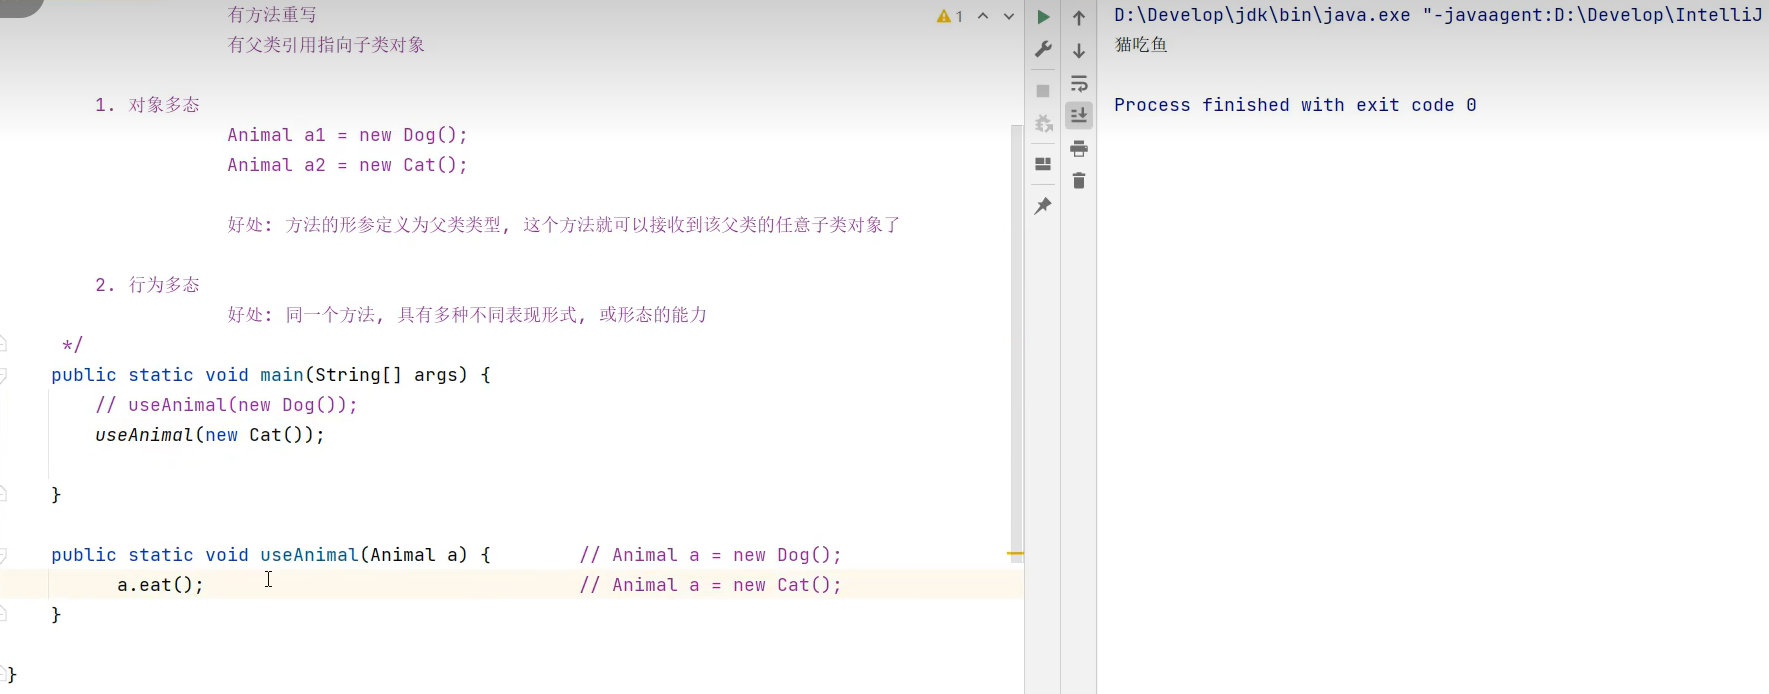 有方法重写
有父类引用指向子类对象
1. 对象多态
Animal a1 = new Dog();
Animal a2 = new Cat();
好处: 方法的形参定义为父类类型, 这个方法就可以接收到该父类的任意子类对象了
2. 行为多态
好处: 同一个方法, 具有多种不同表现形式, 或形态的能力
*/
public static void main(String[] args) {
// useAnimal(new Dog());
useAnimal(new Cat());
}
public static void useAnimal(Animal a) { // Animal a = new Dog();
a.eat(); // Animal a = new Cat();
}
}
1
D:\Develop\jdk\bin\java.exe "-javaagent:D:\Develop\IntelliJ
猫吃鱼
Process finished with exit code 0